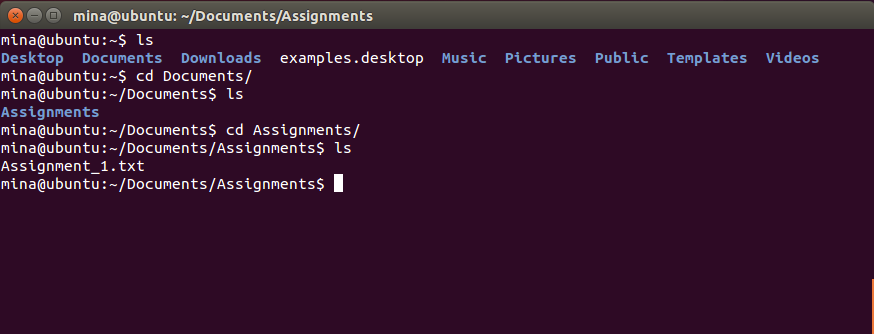 mina@ubuntu: ~/Documents/Assignments
mina@ubuntu:~$ ls
Desktop  Documents  Downloads  examples.desktop  Music  Pictures  Public  Templates  Videos
mina@ubuntu:~$ cd Documents/
mina@ubuntu:~/Documents$ ls
Assignments
mina@ubuntu:~/Documents$ cd Assignments/
mina@ubuntu:~/Documents/Assignments$ ls
Assignment_1.txt
mina@ubuntu:~/Documents/Assignments$